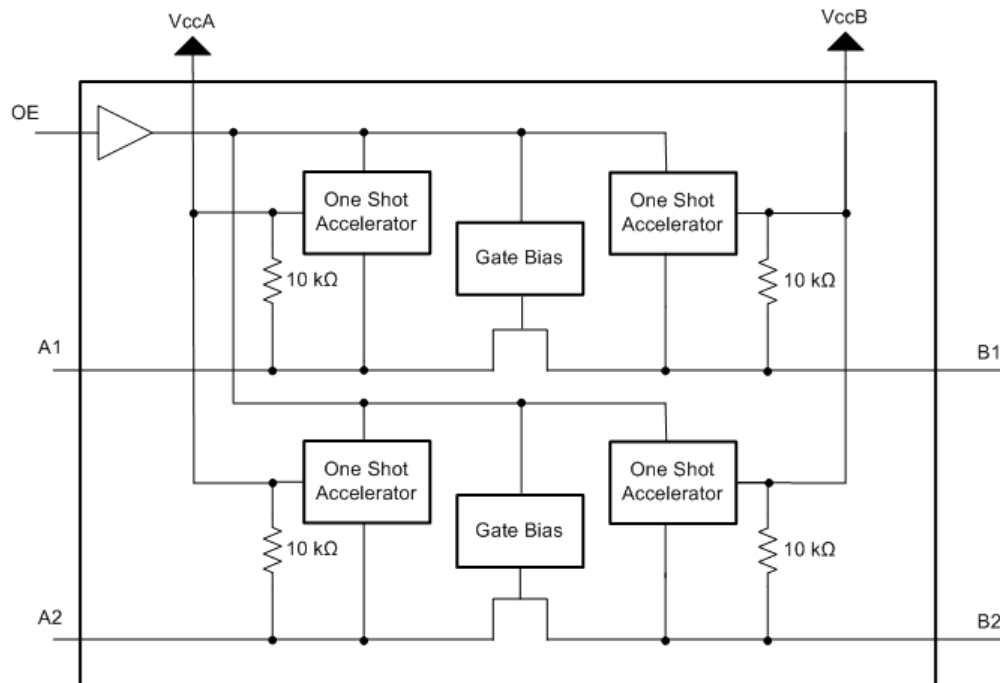 VccA
VccB
OE
One Shot
Accelerator
One Shot
Accelerator
Gate Bias
10 kΩ
10 kΩ
A1
B1
One Shot
Accelerator
One Shot
Accelerator
Gate Bias
10 kΩ
10 kΩ
A2
B2